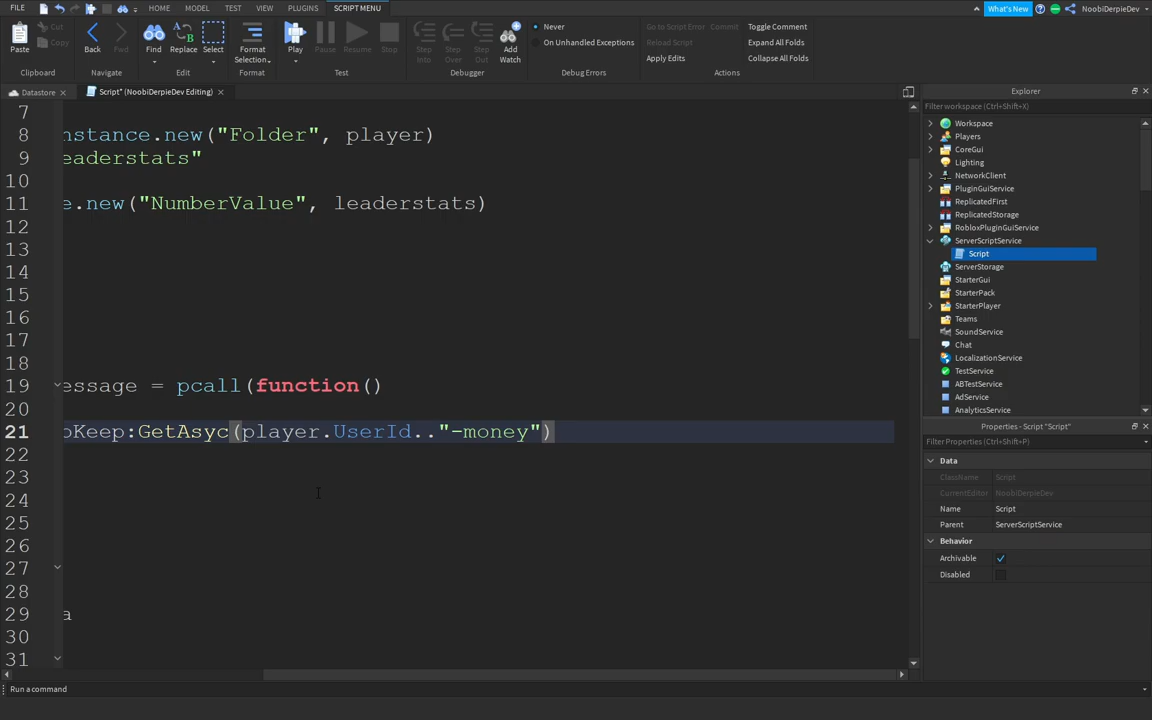 FILE HOME MODEL TEST VIEW PLUGINS SCRIPT MENU What's New NoobiDerpieDev
Paste Cut Copy Back Fwd Find Replace Select Format Selection Play Pause Resume Stop Step Into Step Over Step Out Add Watch Never On Unhandled Exceptions Go to Script Error Commit Reload Script Apply Edits Toggle Comment Expand All Folds Collapse All Folds
Clipboard Navigate Edit Format Test Debugger Debug Errors Actions
Datastore Script* (NoobiDerpieDev Editing)
7
8 nstance.new("Folder", player)
9 eaderstats"
10
11 e.new("NumberValue", leaderstats)
12
13
14
15
16
17
18
19 essage = pcall(function()
20
21 oKeep:GetAsyc(player.UserId.."-money")
22
23
24
25
26
27
28
29 a
30
31
Explorer
Filter workspace (Ctrl+Shift+X)
Workspace
Players
CoreGui
Lighting
NetworkClient
PluginGuiService
ReplicatedFirst
ReplicatedStorage
RobloxPluginGuiService
ServerScriptService
Script
ServerStorage
StarterGui
StarterPack
StarterPlayer
Teams
SoundService
Chat
LocalizationService
TestService
ABTestService
AdService
AnalyticsService
Properties - Script "Script"
Filter Properties (Ctrl+Shift+P)
Data
ClassName Script
CurrentEditor NoobiDerpieDev
Name Script
Parent ServerScriptService
Behavior
Archivable
Disabled
Run a command